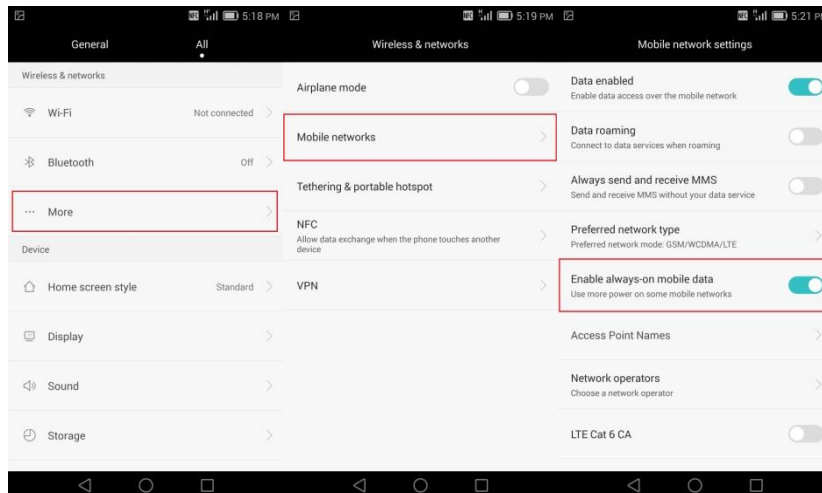 5:18 PM
General
All
Wireless & networks
Wi-Fi
Not connected
Bluetooth
Off
More
Device
Home screen style
Standard
Display
Sound
Storage
5:19 PM
Wireless & networks
Airplane mode
Mobile networks
Tethering & portable hotspot
NFC
Allow data exchange when the phone touches another
device
VPN
5:21 P
Mobile network settings
Data enabled
Enable data access over the mobile network
Data roaming
Connect to data services when roaming
Always send and receive MMS
Send and receive MMS without your data service
Preferred network type
Preferred network mode: GSM/WCDMA/LTE
Enable always-on mobile data
Use more power on some mobile networks
Access Point Names
Network operators
Choose a network operator
LTE Cat 6 CA